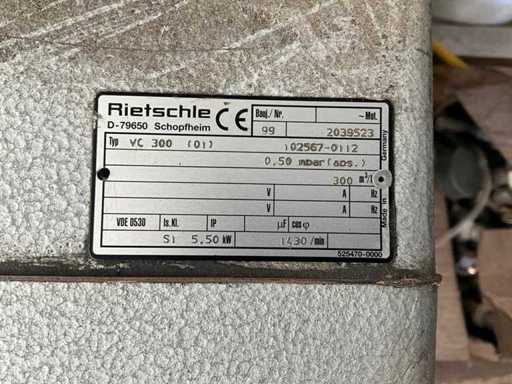 Rietschle CE
D-79650 Schopfheim
Bauj./ Nr. ~ Mot.
99 2039523
Typ VC 300 (01) 102567-0112
0,50 mbar(abs.)
300 m³/
V A Hz
V A Hz
VDE 0530 Is.Kl. IP µF cos φ
5,50 kW 1430 /min
525470-0000
Made in Germany